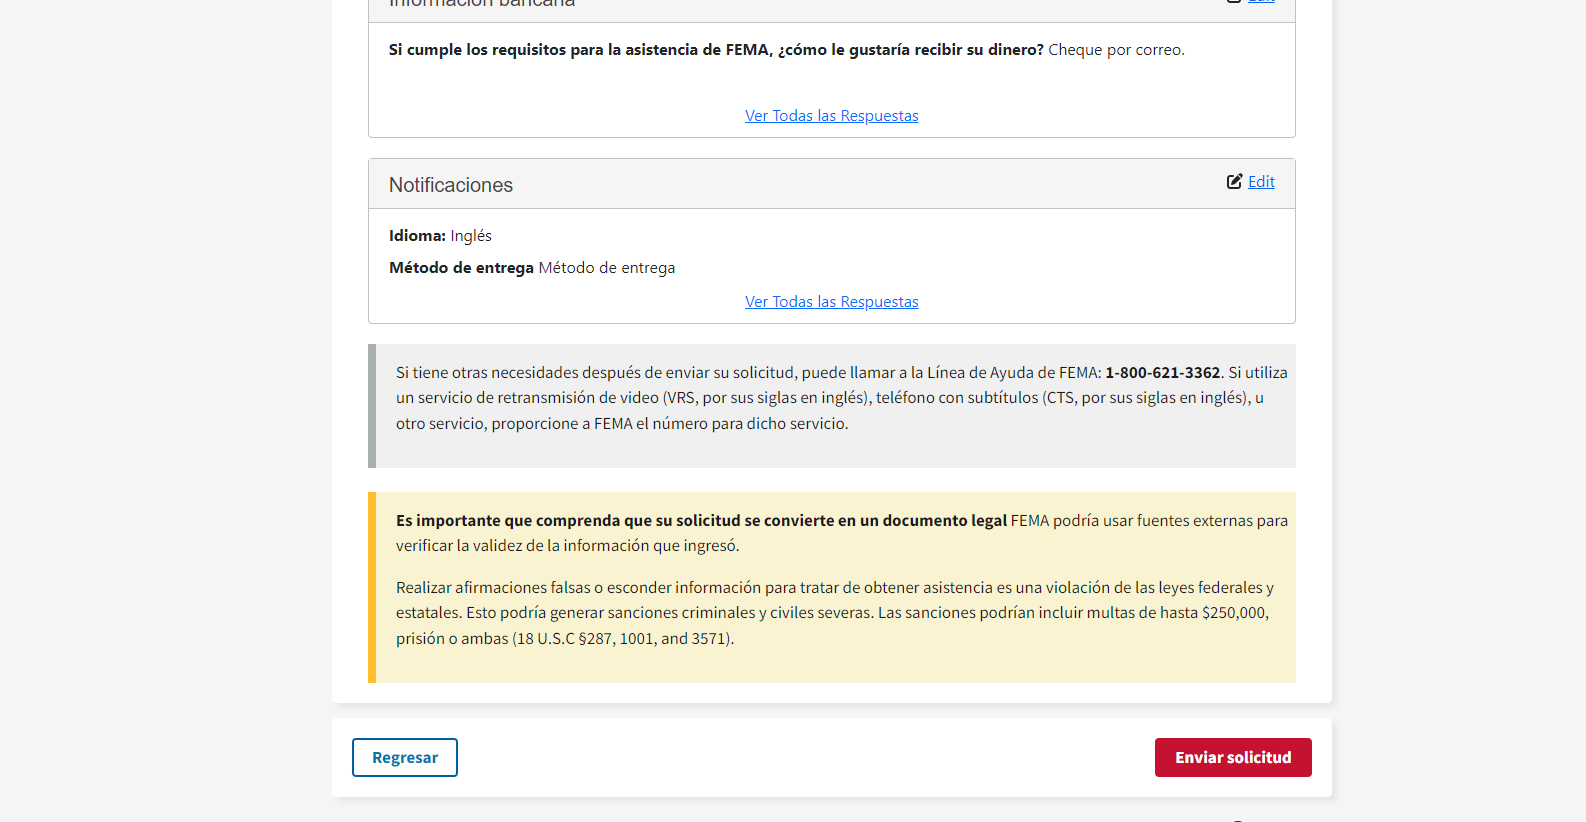 Información bancaria
Edit
Si cumple los requisitos para la asistencia de FEMA, ¿cómo le gustaría recibir su dinero? Cheque por correo.
Ver Todas las Respuestas
Notificaciones
Edit
Idioma: Inglés
Método de entrega Método de entrega
Ver Todas las Respuestas
Si tiene otras necesidades después de enviar su solicitud, puede llamar a la Línea de Ayuda de FEMA: 1-800-621-3362. Si utiliza
un servicio de retransmisión de video (VRS, por sus siglas en inglés), teléfono con subtítulos (CTS, por sus siglas en inglés), u
otro servicio, proporcione a FEMA el número para dicho servicio.
Es importante que comprenda que su solicitud se convierte en un documento legal FEMA podría usar fuentes externas para
verificar la validez de la información que ingresó.
Realizar afirmaciones falsas o esconder información para tratar de obtener asistencia es una violación de las leyes federales y
estatales. Esto podría generar sanciones criminales y civiles severas. Las sanciones podrían incluir multas de hasta $250,000,
prisión o ambas (18 U.S.C §287, 1001, and 3571).
Regresar
Enviar solicitud